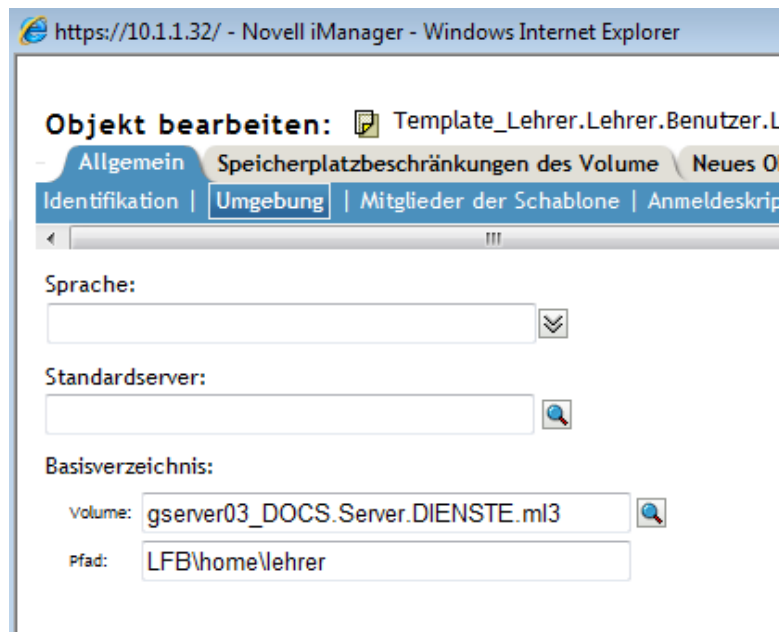 https://10.1.1.32/ - Novell iManager - Windows Internet Explorer
Objekt bearbeiten: Template_Lehrer.Lehrer.Benutzer.L
Allgemein Speicherplatzbeschränkungen des Volume Neues O
Identifikation | Umgebung | Mitglieder der Schablone | Anmeldeskrip
Sprache:
Standardserver:
Basisverzeichnis:
Volume: gserver03_DOCS.Server.DIENSTE.ml3
Pfad: LFB\home\lehrer